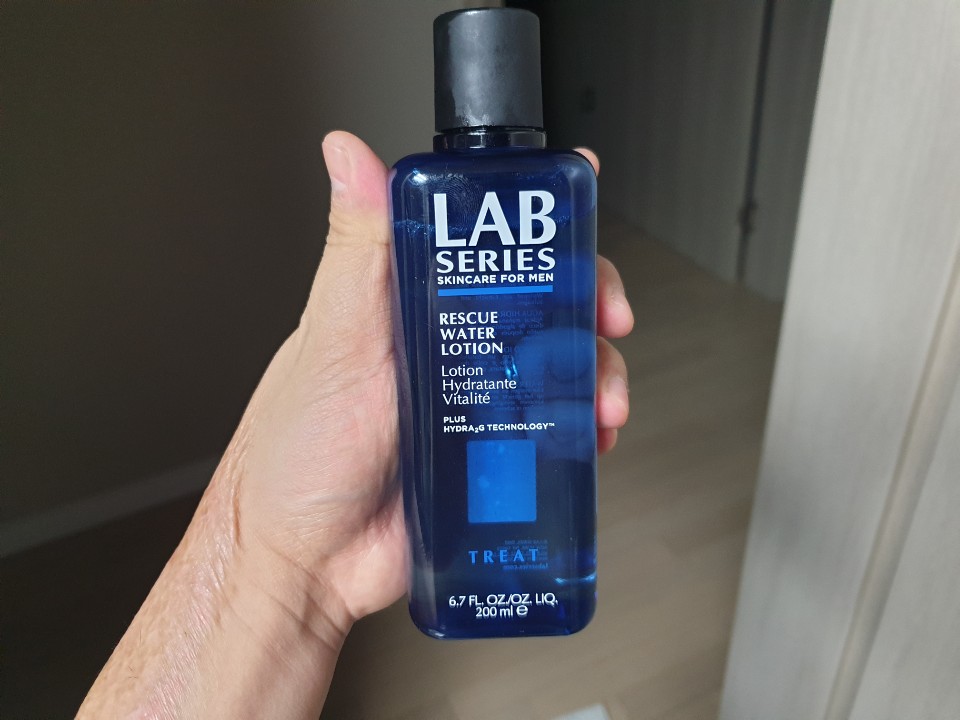 LAB
SERIES
SKINCARE FOR MEN
RESCUE
WATER
LOTION
Lotion
Hydratante
Vitalité
PLUS
HYDRA₂G TECHNOLOGY™
TREAT
6.7 FL. OZ./OZ. LIQ.
200 ml ℮